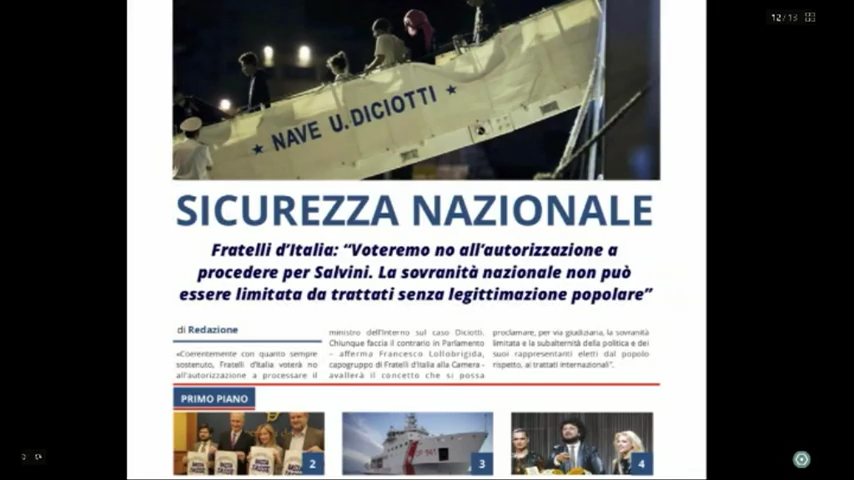 12 / 13
★ NAVE U. DICIOTTI ★
SICUREZZA NAZIONALE
Fratelli d'Italia: “Voteremo no all'autorizzazione a
procedere per Salvini. La sovranità nazionale non può
essere limitata da trattati senza legittimazione popolare”
di Redazione
«Coerentemente con quanto sempre
sostenuto, Fratelli d'Italia voterà no
all'autorizzazione a processare il
ministro dell'Interno sul caso Diciotti.
Chiunque faccia il contrario in Parlamento
- afferma Francesco Lollobrigida,
capogruppo di Fratelli d'Italia alla Camera -
avallerà il concetto che si possa
proclamare, per via giudiziaria, la sovranità
limitata e la subalternità della politica e dei
suoi rappresentanti eletti dal popolo
rispetto, ai trattati internazionali”.
PRIMO PIANO
2
CP 941
3
4